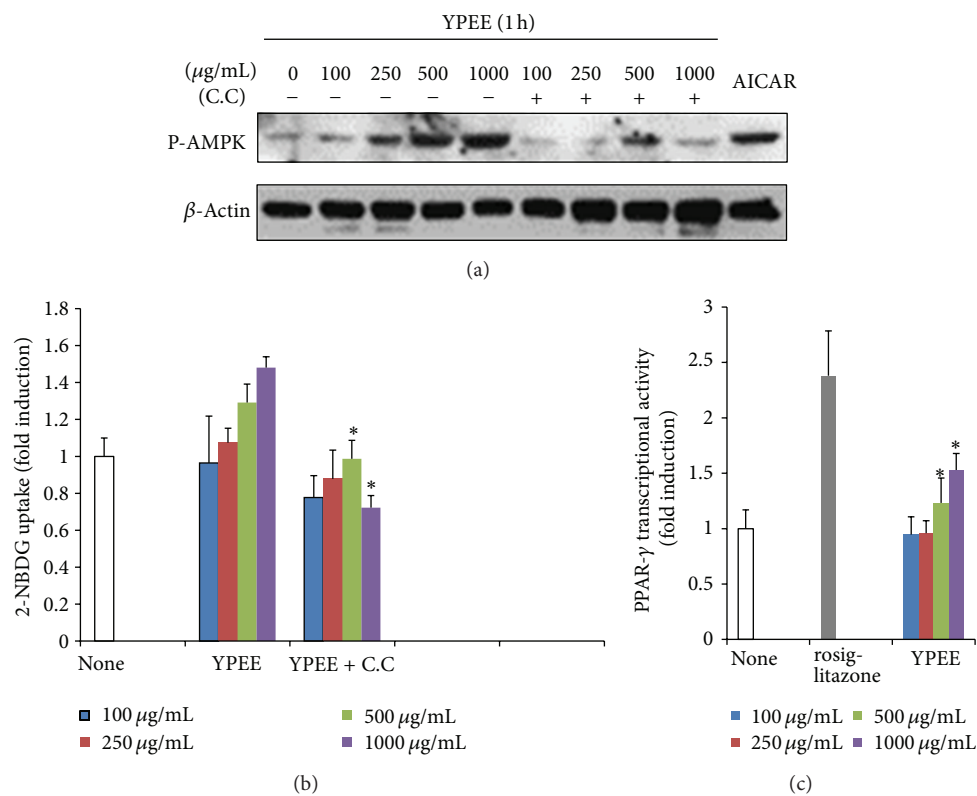 YPEE (1 h)
(μg/mL) 0 100 250 500 1000 100 250 500 1000 AICAR
(C.C) − − − − − + + + +
P-AMPK
β-Actin
(a)
2-NBDG uptake (fold induction)
1.8
1.6
1.4
1.2
1
0.8
0.6
0.4
0.2
0
* *
None YPEE YPEE + C.C
100 μg/mL 500 μg/mL
250 μg/mL 1000 μg/mL
(b)
PPAR-γ transcriptional activity
(fold induction)
3
2.5
2
1.5
1
0.5
0
* *
None rosig- YPEE
litazone
100 μg/mL 500 μg/mL
250 μg/mL 1000 μg/mL
(c)